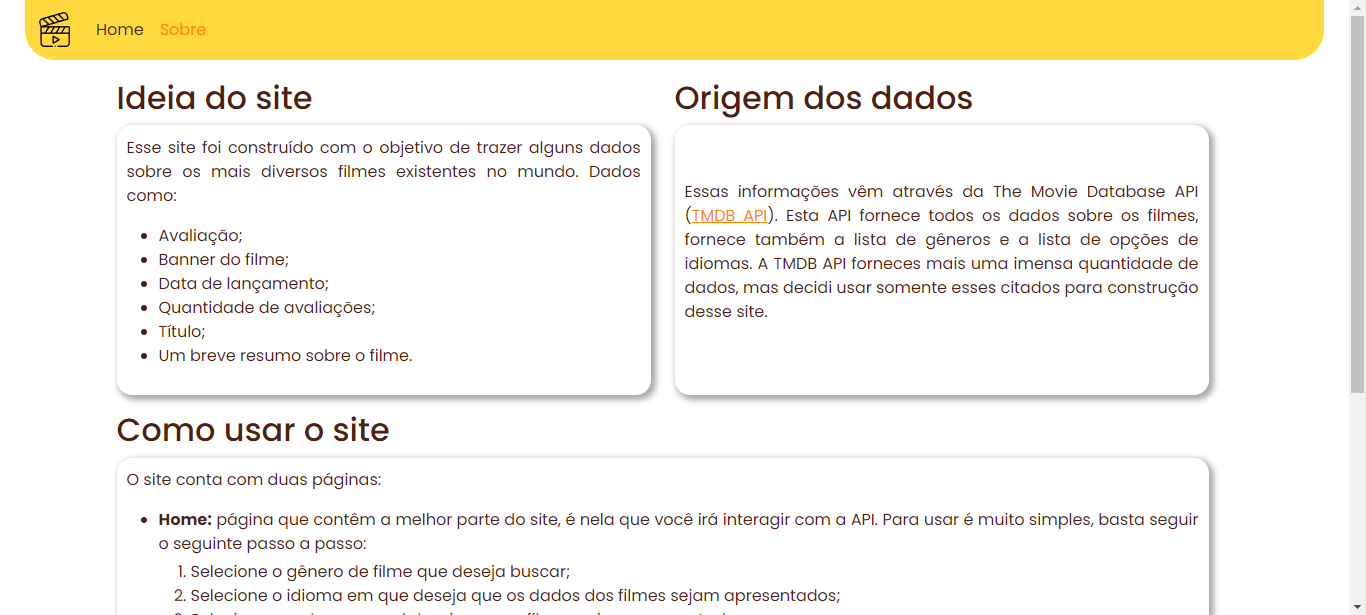 Home Sobre
Ideia do site
Esse site foi construído com o objetivo de trazer alguns dados
sobre os mais diversos filmes existentes no mundo. Dados
como:
• Avaliação;
• Banner do filme;
• Data de lançamento;
• Quantidade de avaliações;
• Título;
• Um breve resumo sobre o filme.
Origem dos dados
Essas informações vêm através da The Movie Database API
(TMDB API). Esta API fornece todos os dados sobre os filmes,
fornece também a lista de gêneros e a lista de opções de
idiomas. A TMDB API forneces mais uma imensa quantidade de
dados, mas decidi usar somente esses citados para construção
desse site.
Como usar o site
O site conta com duas páginas:
• Home: página que contêm a melhor parte do site, é nela que você irá interagir com a API. Para usar é muito simples, basta seguir
o seguinte passo a passo:
1. Selecione o gênero de filme que deseja buscar;
2. Selecione o idioma em que deseja que os dados dos filmes sejam apresentados;